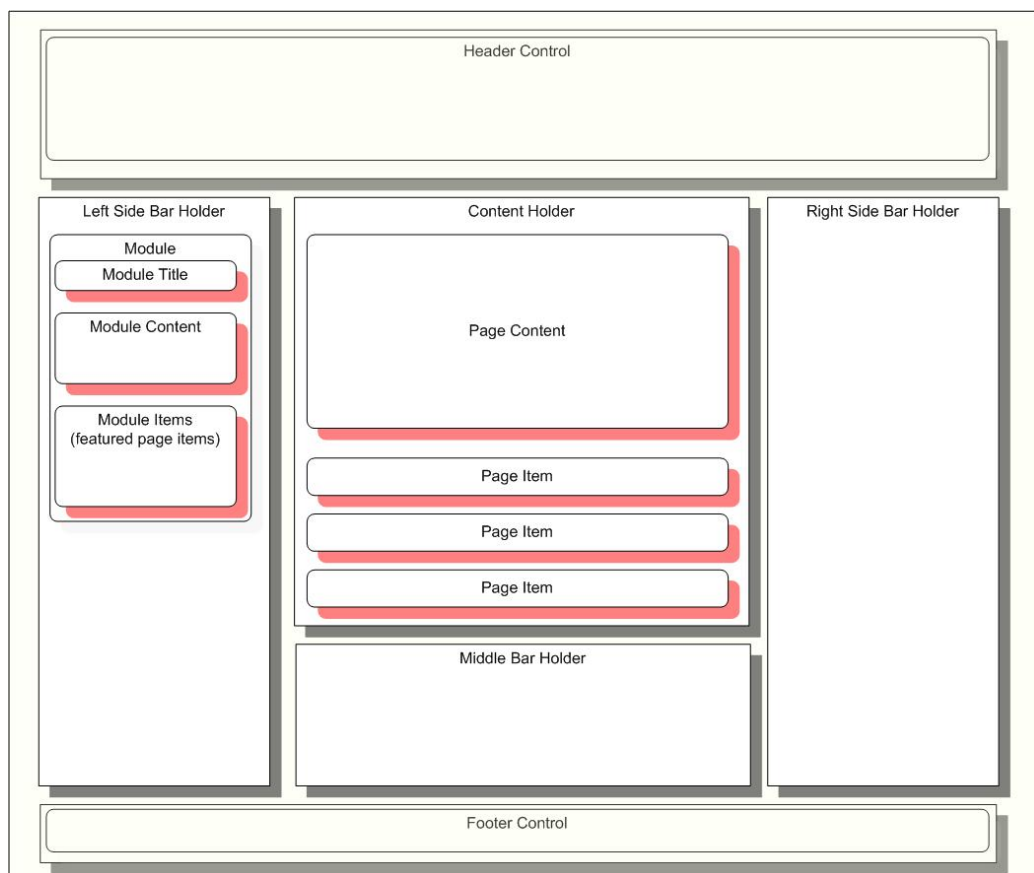 Header Control
Left Side Bar Holder
Module
Module Title
Module Content
Module Items
(featured page items)
Content Holder
Page Content
Page Item
Page Item
Page Item
Middle Bar Holder
Right Side Bar Holder
Footer Control